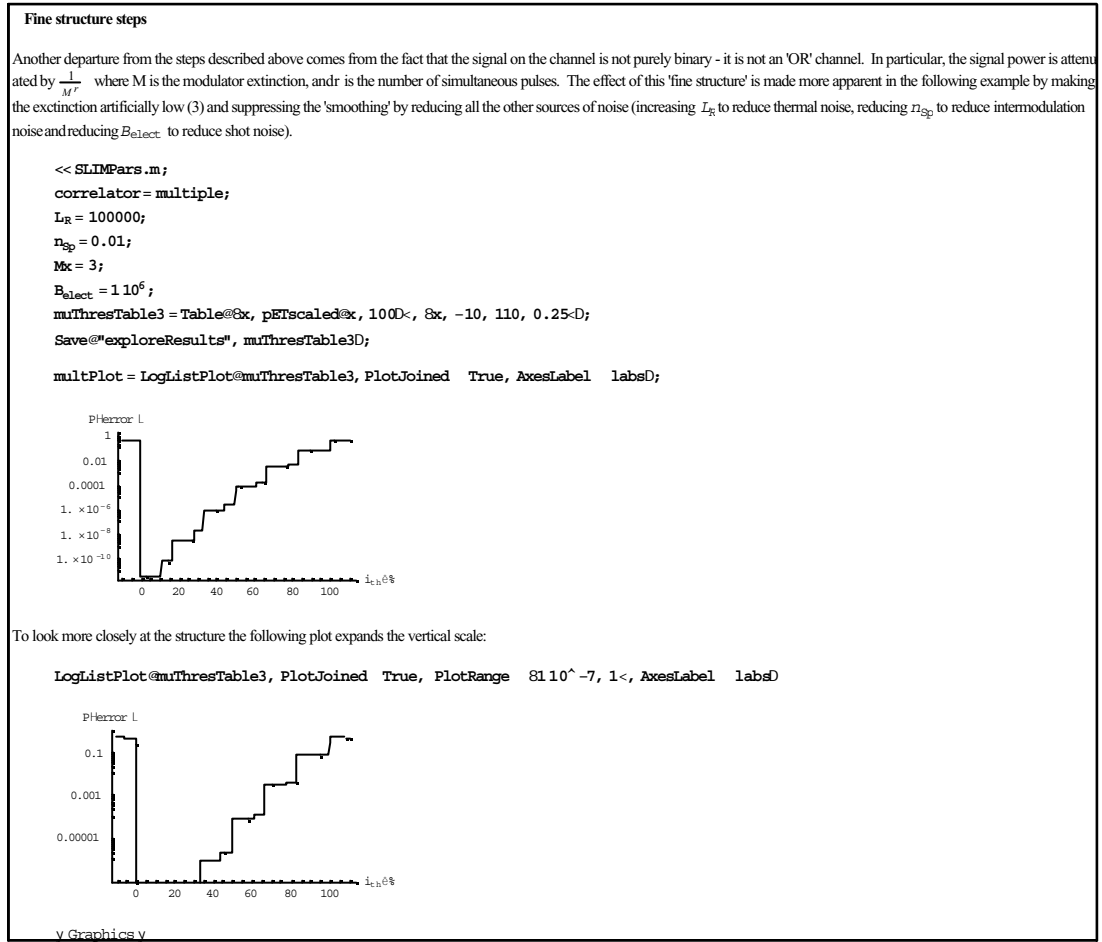 Fine structure steps
Another departure from the steps described above comes from the fact that the signal on the channel is not purely binary - it is not an 'OR' channel. In particular, the signal power is attenu
ated by 1/M^r where M is the modulator extinction, andr is the number of simultaneous pulses. The effect of this 'fine structure' is made more apparent in the following example by making
the exctinction artificially low (3) and suppressing the 'smoothing' by reducing all the other sources of noise (increasing L_R to reduce thermal noise, reducing n_Sp to reduce intermodulation
noise and reducing B_elect to reduce shot noise).
<< SLIMPars.m;
correlator = multiple;
L_R = 100000;
n_Sp = 0.01;
Mx = 3;
B_elect = 1 10^6;
muThresTable3 = Table@8x, pETscaled@x, 100D<, 8x, -10, 110, 0.25<D;
Save@"exploreResults", muThresTable3D;
multPlot = LogListPlot@muThresTable3, PlotJoined True, AxesLabel labsD;
pHerror L
1
0.01
0.0001
1. ×10^-6
1. ×10^-8
1. ×10^-10
0 20 40 60 80 100
i_thê%
To look more closely at the structure the following plot expands the vertical scale:
LogListPlot@muThresTable3, PlotJoined True, PlotRange 81 10^-7, 1<, AxesLabel labsD
pHerror L
0.1
0.001
0.00001
0 20 40 60 80 100
i_thê%
v Graphics v